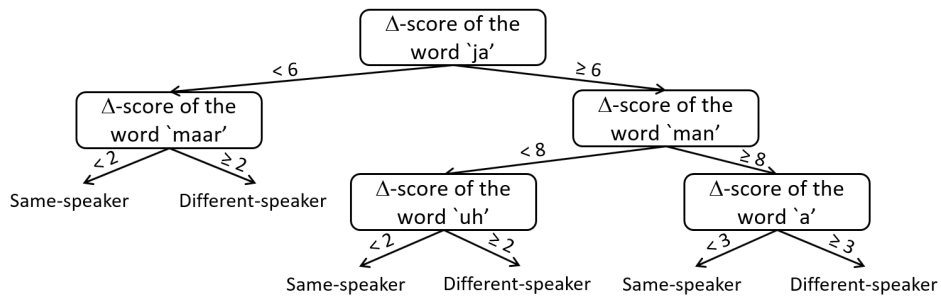 Δ-score of the
word `ja’
< 6
≥ 6
Δ-score of the
word `maar’
Δ-score of the
word `man’
< 2
≥ 2
< 8
≥ 8
Same-speaker
Different-speaker
Δ-score of the
word `uh’
Δ-score of the
word `a’
< 2
≥ 2
< 3
≥ 3
Same-speaker
Different-speaker
Same-speaker
Different-speaker